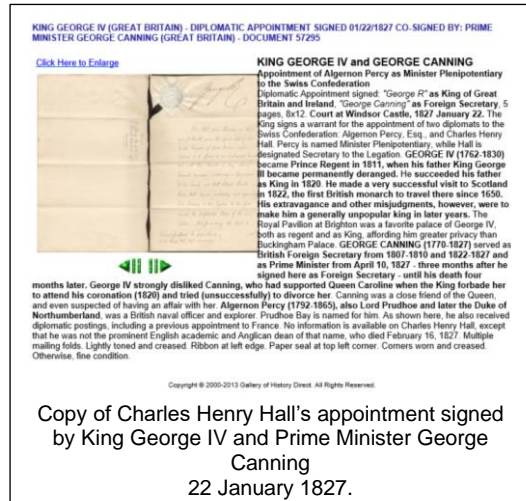 KING GEORGE IV (GREAT BRITAIN) - DIPLOMATIC APPOINTMENT SIGNED 01/22/1827 CO-SIGNED BY: PRIME
MINISTER GEORGE CANNING (GREAT BRITAIN) - DOCUMENT 57295
Click Here to Enlarge
KING GEORGE IV and GEORGE CANNING
Appointment of Algernon Percy as Minister Plenipotentiary
to the Swiss Confederation
Diplomatic Appointment signed: "George R" as King of Great
Britain and Ireland, "George Canning" as Foreign Secretary, 5
pages, 8x12. Court at Windsor Castle, 1827 January 22. The
King signs a warrant for the appointment of two diplomats to the
Swiss Confederation: Algernon Percy, Esq., and Charles Henry
Hall. Percy is named Minister Plenipotentiary, while Hall is
designated Secretary to the Legation. GEORGE IV (1762-1830)
became Prince Regent in 1811, when his father King George
III became permanently deranged. He succeeded his father
as King in 1820. He made a very successful visit to Scotland
in 1822, the first British monarch to travel there since 1650.
His extravagance and other misjudgments, however, were to
make him a generally unpopular king in later years. The
Royal Pavilion at Brighton was a favorite palace of George IV,
both as regent and as King, affording him greater privacy than
Buckingham Palace. GEORGE CANNING (1770-1827) served as
British Foreign Secretary from 1807-1810 and 1822-1827 and
as Prime Minister from April 10, 1827 - three months after he
signed here as Foreign Secretary - until his death four
months later. George IV strongly disliked Canning, who had supported Queen Caroline when the King forbade her
to attend his coronation (1820) and tried (unsuccessfully) to divorce her. Canning was a close friend of the Queen,
and even suspected of having an affair with her. Algernon Percy (1792-1865), also Lord Prudhoe and later the Duke of
Northumberland, was a British naval officer and explorer. Prudhoe Bay is named for him. As shown here, he also received
diplomatic postings, including a previous appointment to France. No information is available on Charles Henry Hall, except
that he was not the prominent English academic and Anglican dean of that name, who died February 16, 1827. Multiple
mailing folds. Lightly toned and creased. Ribbon at left edge. Paper seal at top left corner. Corners worn and creased.
Otherwise, fine condition.
Copyright © 2000-2013 Gallery of History Direct. All Rights Reserved.
Copy of Charles Henry Hall's appointment signed
by King George IV and Prime Minister George
Canning
22 January 1827.